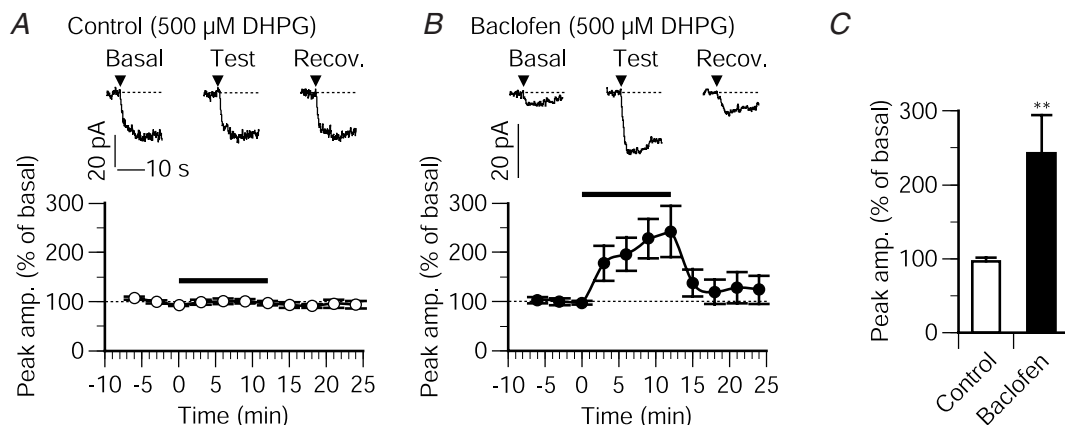 A Control (500 µM DHPG)
Basal Test Recov.
20 pA
10 s
Peak amp. (% of basal)
300
200
100
0
-10 -5 0 5 10 15 20 25
Time (min)
B Baclofen (500 µM DHPG)
Basal Test Recov.
20 pA
Peak amp. (% of basal)
300
200
100
0
-10 -5 0 5 10 15 20 25
Time (min)
C
**
Peak amp. (% of basal)
300
250
200
150
100
50
0
Control
Baclofen